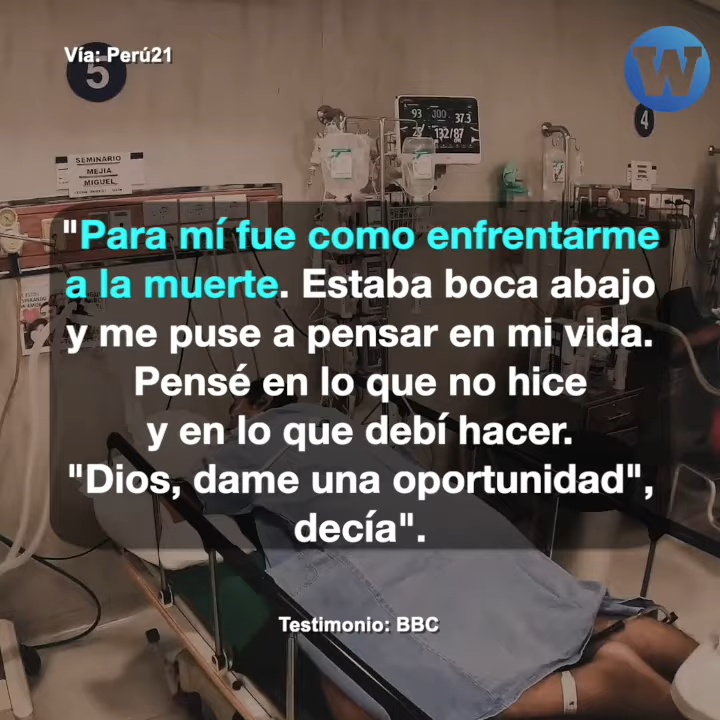 Vía: Perú21
5
W
4
93 100 37.3
132/87
SEMINARIO
MEJIA
MIGUEL
"Para mí fue como enfrentarme
a la muerte. Estaba boca abajo
y me puse a pensar en mi vida.
Pensé en lo que no hice
y en lo que debí hacer.
"Dios, dame una oportunidad",
decía".
Testimonio: BBC